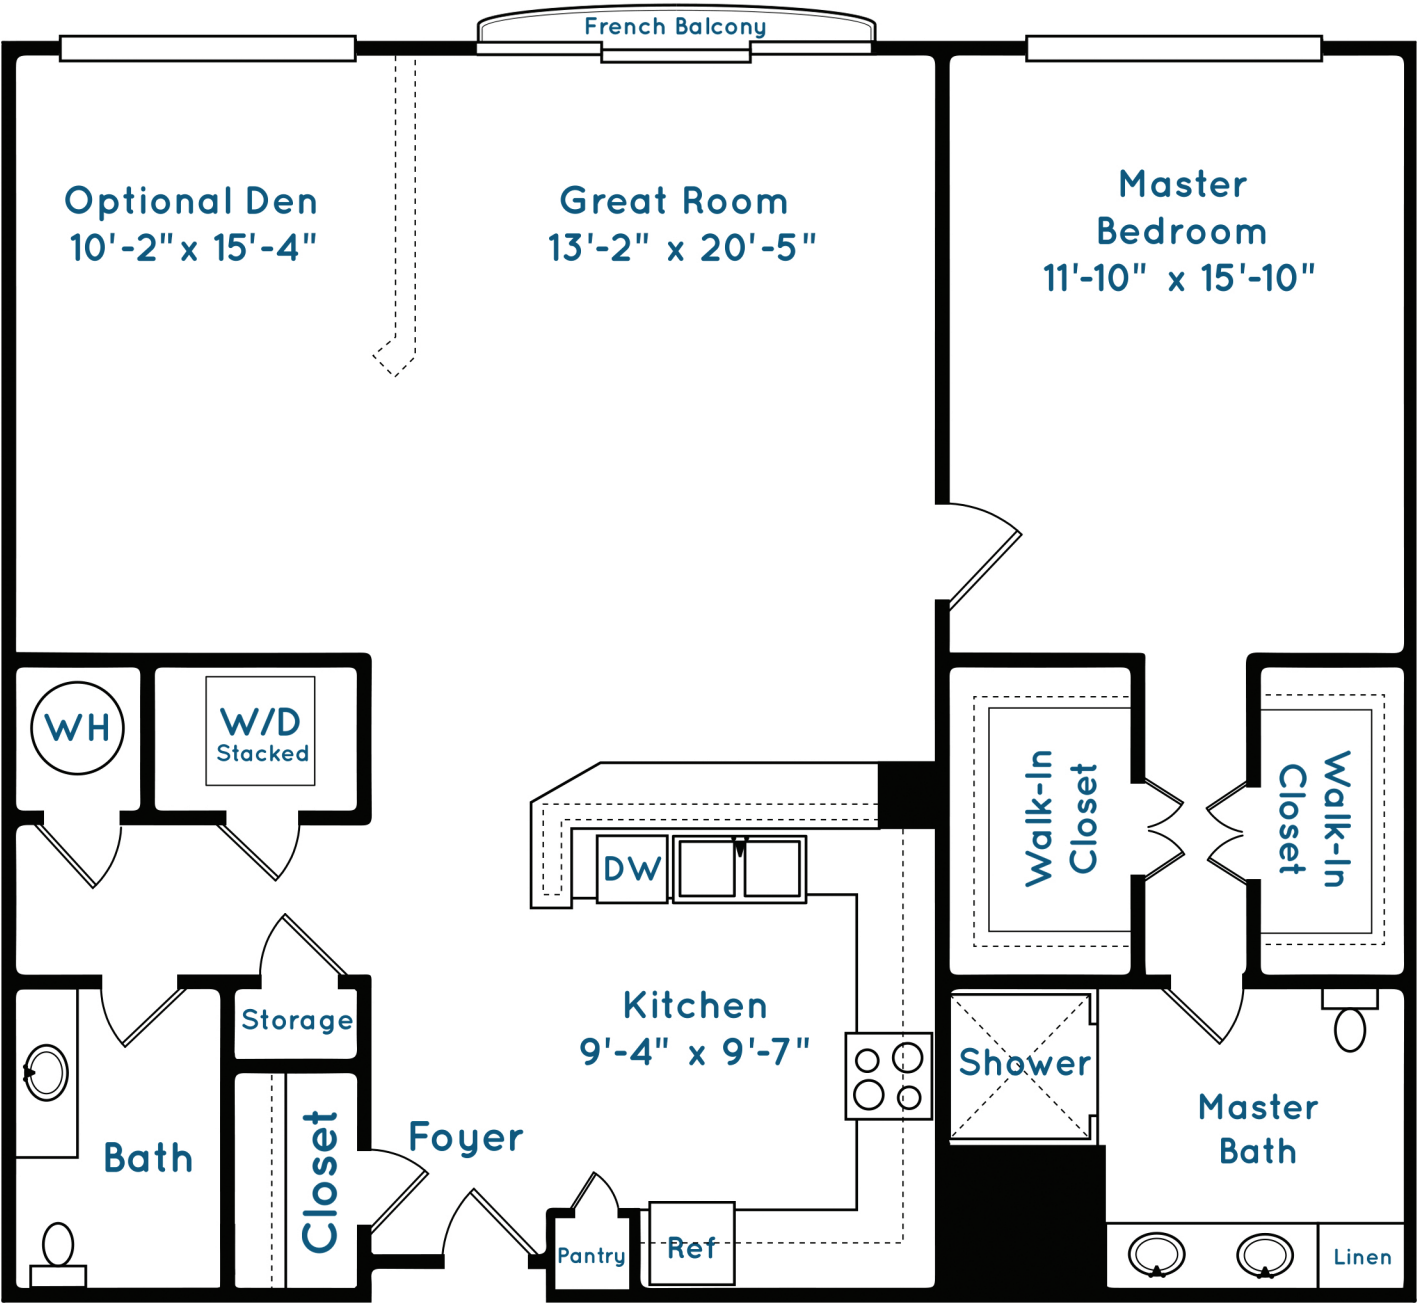 French Balcony
Optional Den
10'-2" x 15'-4"
Great Room
13'-2" x 20'-5"
Master
Bedroom
11'-10" x 15'-10"
WH
W/D
Stacked
Walk-In
Closet
Walk-In
Closet
DW
Kitchen
9'-4" x 9'-7"
Storage
Shower
Bath
Closet
Foyer
Master
Bath
Pantry
Ref
Linen